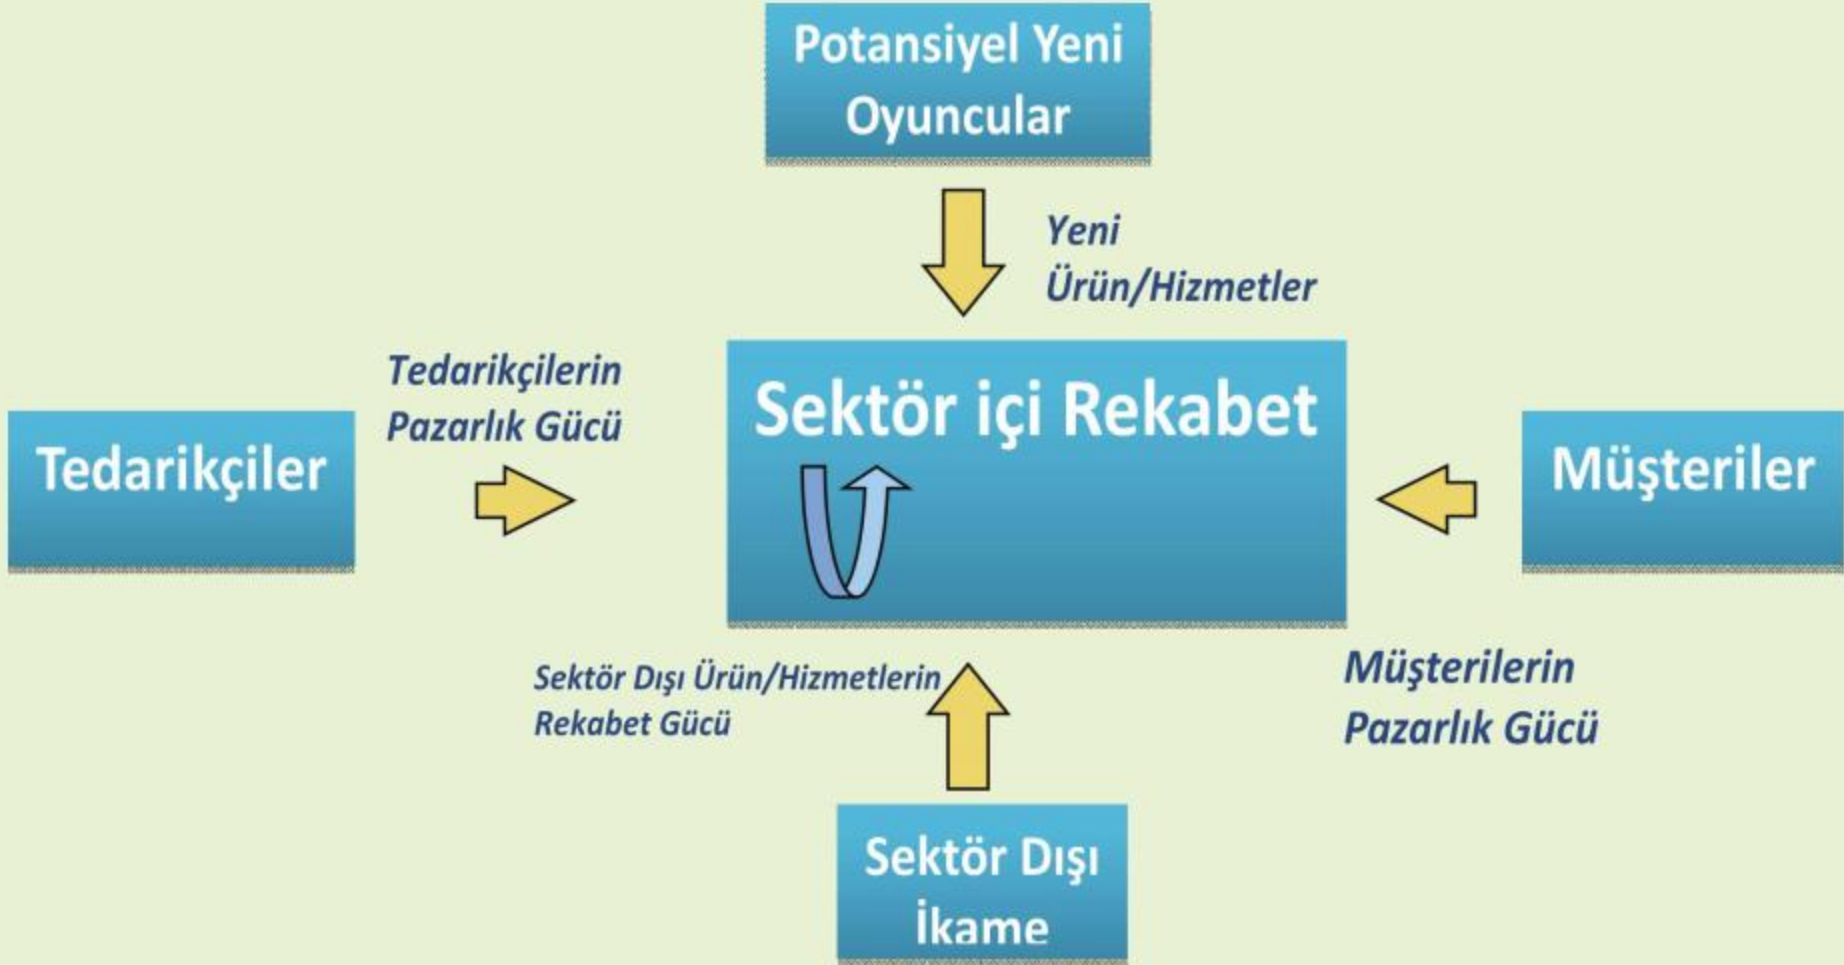 Potansiyel Yeni
Oyuncular
Yeni
Ürün/Hizmetler
Tedarikçilerin
Pazarlık Gücü
Tedarikçiler
Sektör içi Rekabet
Müşteriler
Sektör Dışı Ürün/Hizmetlerin
Rekabet Gücü
Müşterilerin
Pazarlık Gücü
Sektör Dışı
İkame